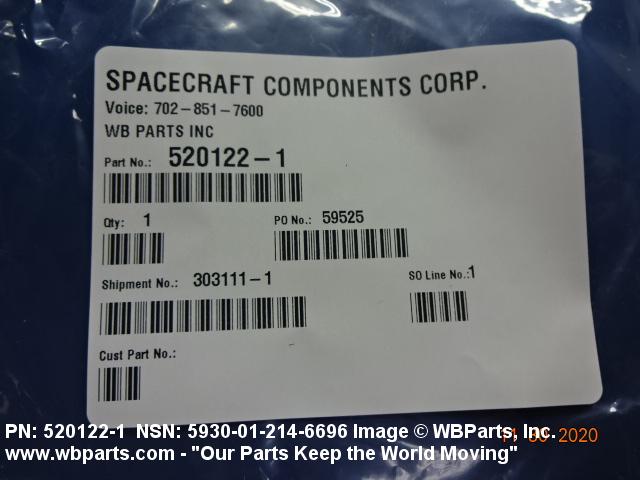 SPACECRAFT COMPONENTS CORP.
Voice: 702-851-7600
WB PARTS INC
Part No.: 520122-1
Qty: 1 PO No.: 59525
Shipment No.: 303111-1 SO Line No.:1
Cust Part No.:
PN: 520122-1 NSN: 5930-01-214-6696 Image © WBParts, Inc.
2020
www.wbparts.com - "Our Parts Keep the World Moving"